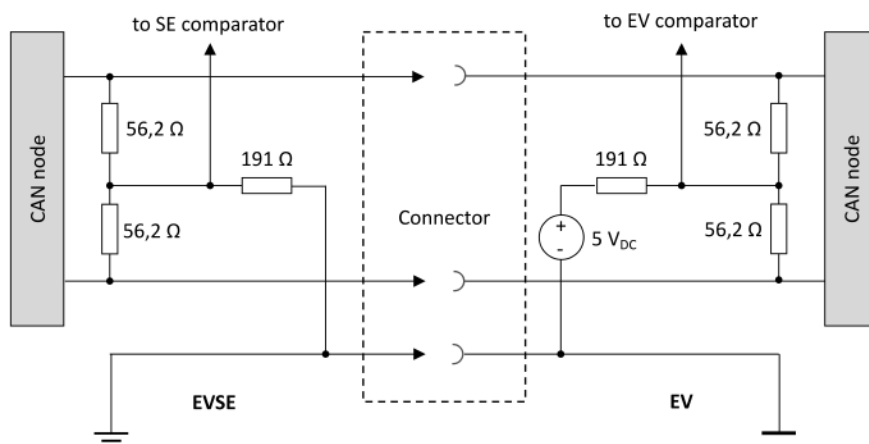 to SE comparator
to EV comparator
CAN node
56,2 Ω
191 Ω
56,2 Ω
Connector
191 Ω
56,2 Ω
+
-
5 VDC
56,2 Ω
CAN node
EVSE
EV